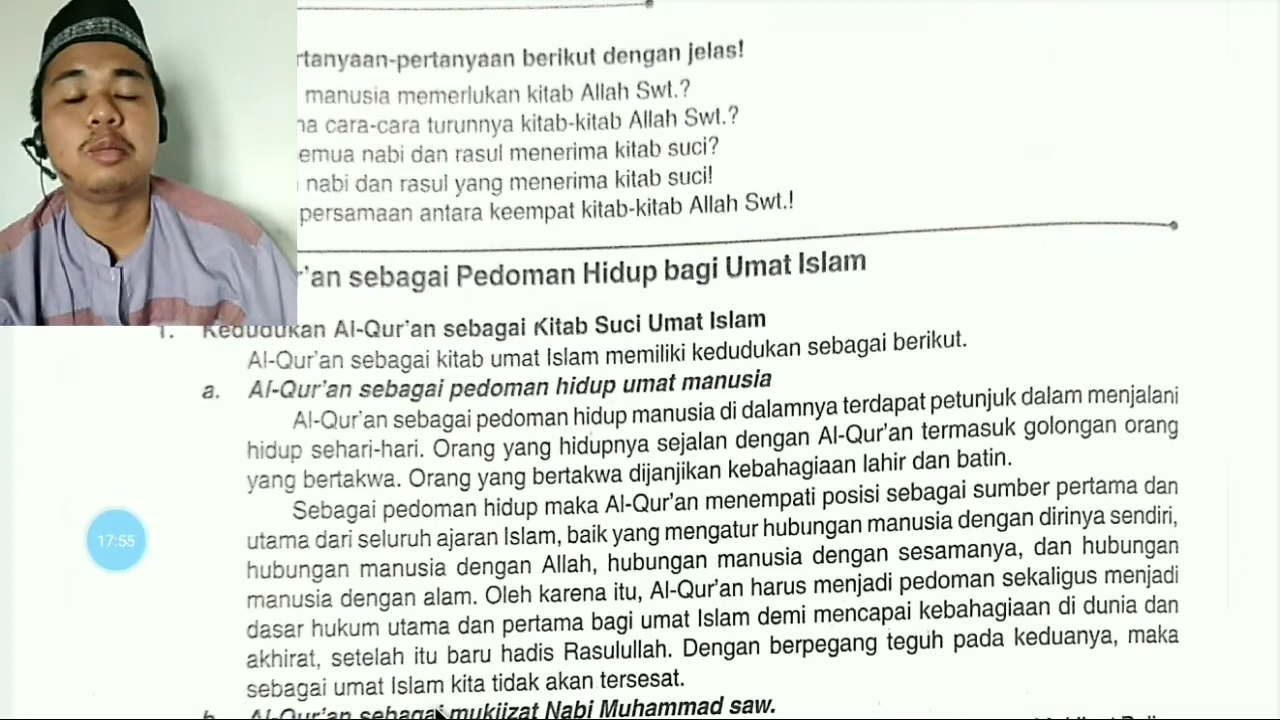 rtanyaan-pertanyaan berikut dengan jelas!
manusia memerlukan kitab Allah Swt.?
na cara-cara turunnya kitab-kitab Allah Swt.?
emua nabi dan rasul menerima kitab suci?
nabi dan rasul yang menerima kitab suci!
persamaan antara keempat kitab-kitab Allah Swt.!
r'an sebagai Pedoman Hidup bagi Umat Islam
1. Kedudukan Al-Qur'an sebagai Kitab Suci Umat Islam
Al-Qur'an sebagai kitab umat Islam memiliki kedudukan sebagai berikut.
a. Al-Qur'an sebagai pedoman hidup umat manusia
Al-Qur'an sebagai pedoman hidup manusia di dalamnya terdapat petunjuk dalam menjalani
hidup sehari-hari. Orang yang hidupnya sejalan dengan Al-Qur'an termasuk golongan orang
yang bertakwa. Orang yang bertakwa dijanjikan kebahagiaan lahir dan batin.
Sebagai pedoman hidup maka Al-Qur'an menempati posisi sebagai sumber pertama dan
utama dari seluruh ajaran Islam, baik yang mengatur hubungan manusia dengan dirinya sendiri,
17:55
hubungan manusia dengan Allah, hubungan manusia dengan sesamanya, dan hubungan
manusia dengan alam. Oleh karena itu, Al-Qur'an harus menjadi pedoman sekaligus menjadi
dasar hukum utama dan pertama bagi umat Islam demi mencapai kebahagiaan di dunia dan
akhirat, setelah itu baru hadis Rasulullah. Dengan berpegang teguh pada keduanya, maka
sebagai umat Islam kita tidak akan tersesat.
b. Al-Qur'an sebagai mukjizat Nabi Muhammad saw.